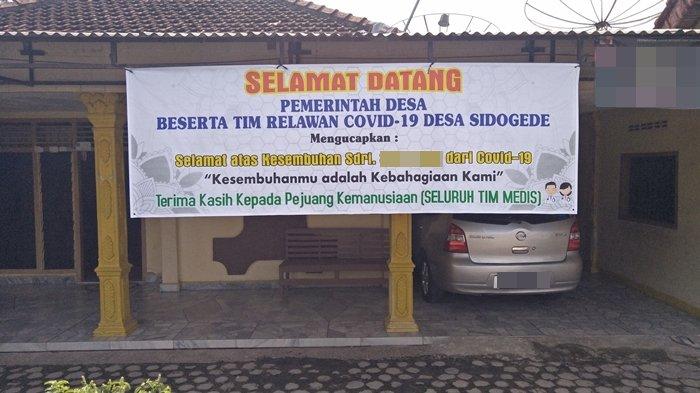 SELAMAT DATANG
PEMERINTAH DESA
BESERTA TIM RELAWAN COVID-19 DESA SIDOGEDE
Mengucapkan :
Selamat atas Kesembuhan Sdri. dari Covid-19
“Kesembuhanmu adalah Kebahagiaan Kami”
Terima Kasih Kepada Pejuang Kemanusiaan (SELURUH TIM MEDIS)